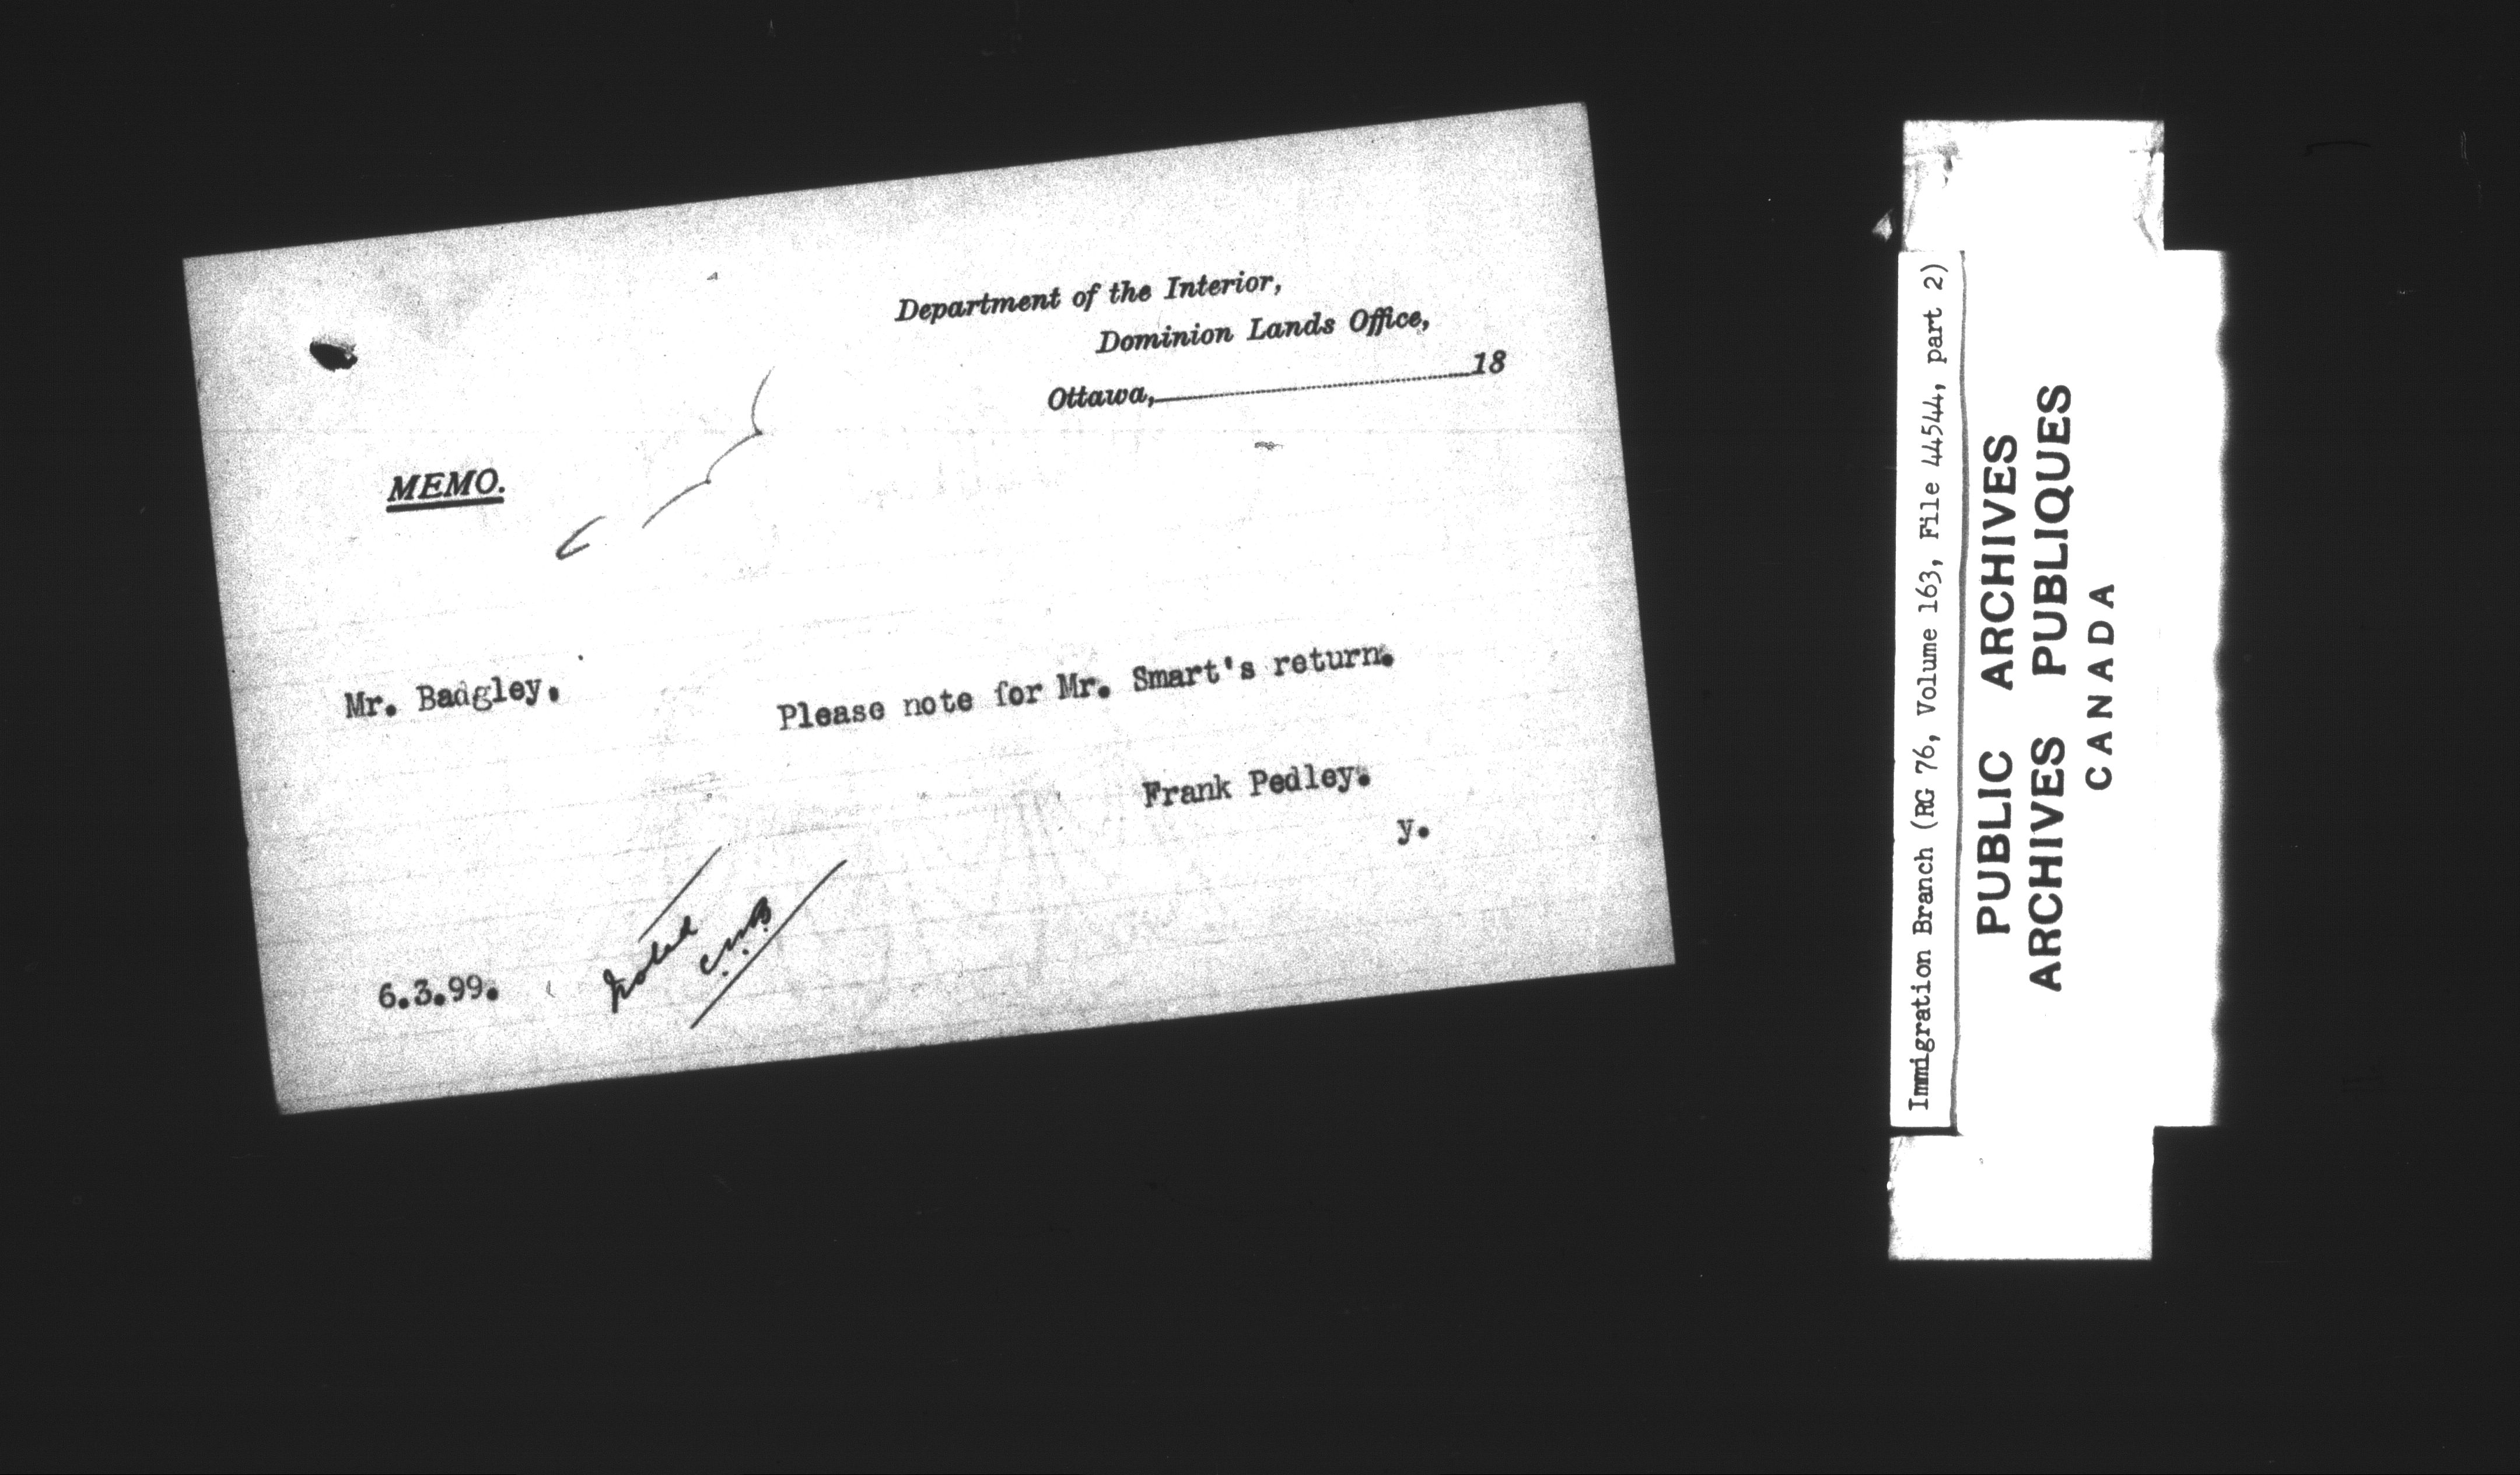 Department of the Interior,
Dominion Lands Office,
Ottawa, 18
MEMO.
Mr. Badgley.
Please note for Mr. Smart's return.
Frank Pedley.
y.
6.3.99.
Noted
C.M.B.
Immigration Branch (RG 76, Volume 163, File 44544, part 2)
PUBLIC ARCHIVES
ARCHIVES PUBLIQUES
CANADA